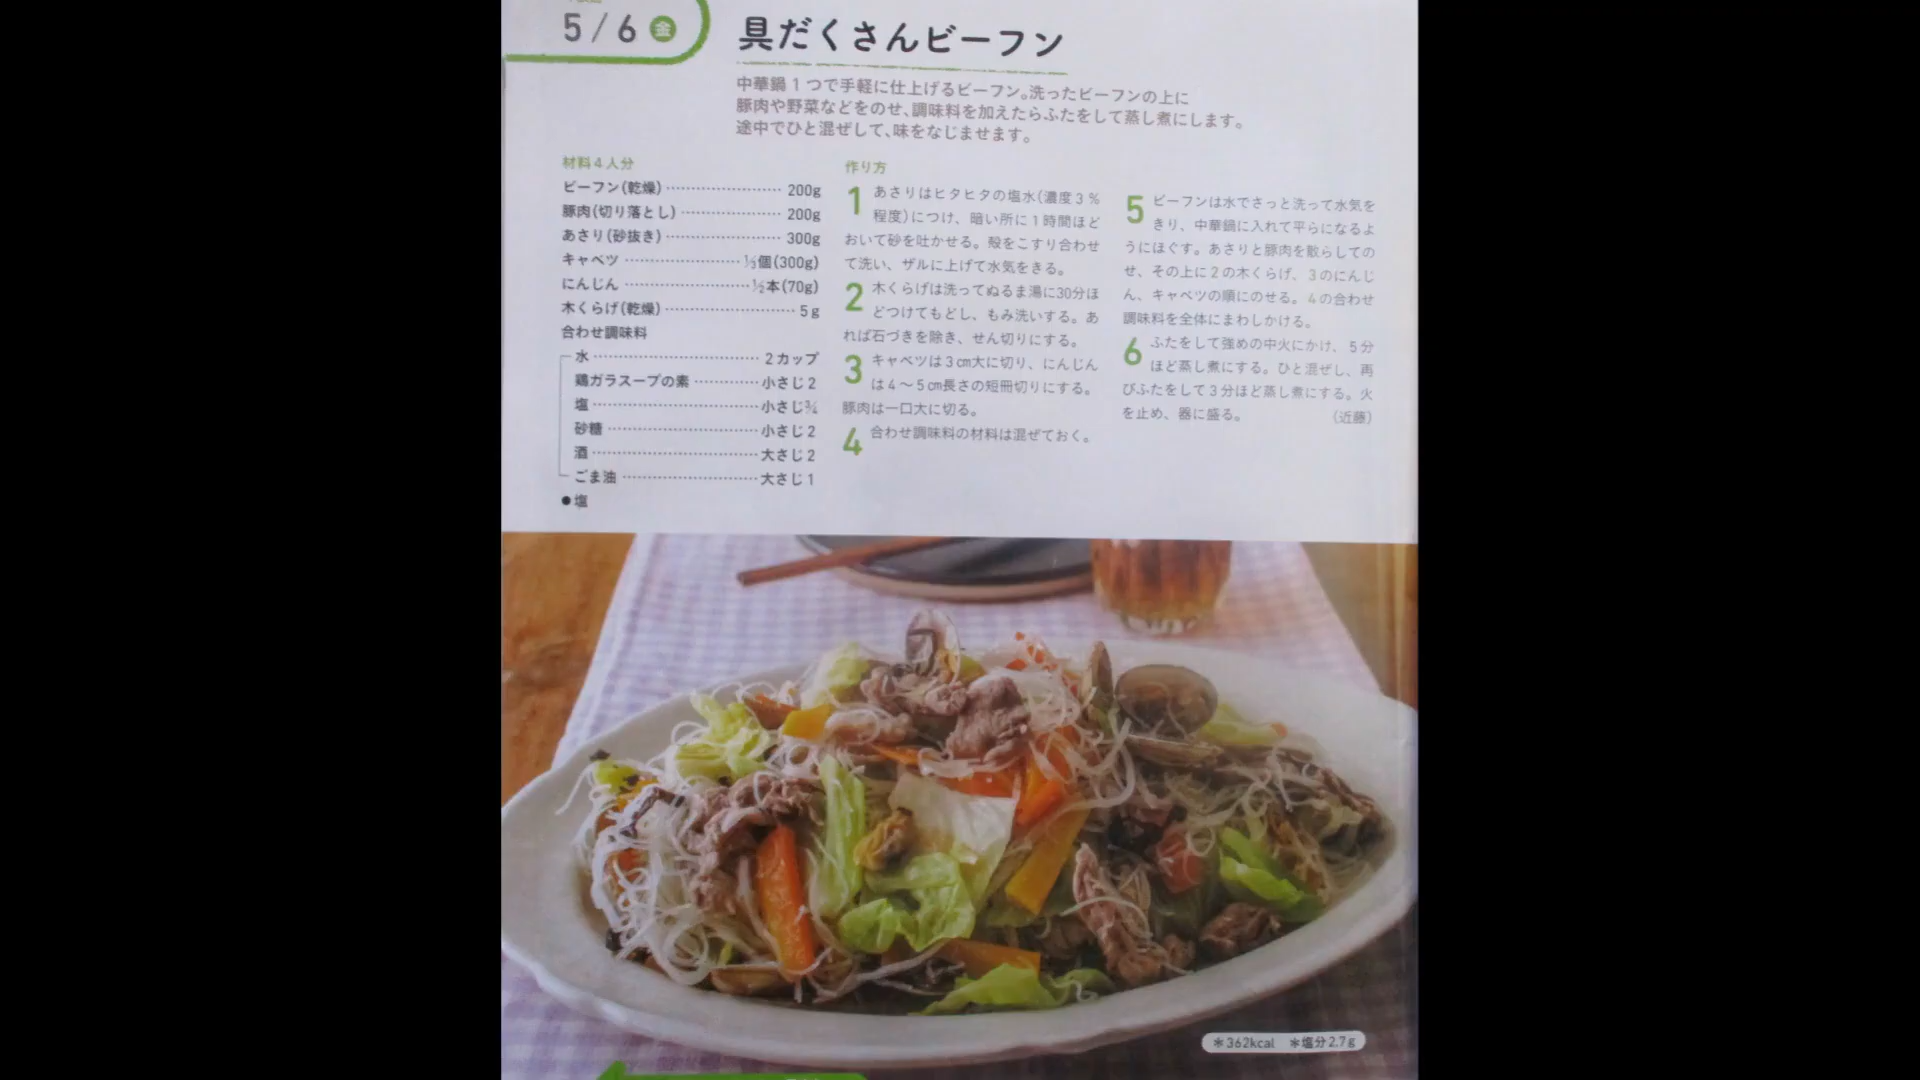 5/6 金
具だくさんビーフン
中華鍋1つで手軽に仕上げるビーフン。洗ったビーフンの上に
豚肉や野菜などをのせ、調味料を加えたらふたをして蒸し煮にします。
途中でひと混ぜして、味をなじませます。
材料4人分
ビーフン(乾燥) 200g
豚肉(切り落とし) 200g
あさり(砂抜き) 300g
キャベツ 1/3個(300g)
にんじん 1/2本(70g)
木くらげ(乾燥) 5g
合わせ調味料
水 2カップ
鶏ガラスープの素 小さじ2
塩 小さじ3/4
砂糖 小さじ2
酒 大さじ2
ごま油 大さじ1
●塩
作り方
1 あさりはヒタヒタの塩水(濃度3%
程度)につけ、暗い所に1時間ほど
おいて砂を吐かせる。殻をこすり合わせ
て洗い、ザルに上げて水気をきる。
2 木くらげは洗ってぬるま湯に30分ほ
どつけてもどし、もみ洗いする。あ
れば石づきを除き、せん切りにする。
3 キャベツは3cm大に切り、にんじん
は4〜5cm長さの短冊切りにする。
豚肉は一口大に切る。
4 合わせ調味料の材料は混ぜておく。
5 ビーフンは水でさっと洗って水気を
きり、中華鍋に入れて平らになるよ
うにほぐす。あさりと豚肉を散らしての
せ、その上に2の木くらげ、3のにんじ
ん、キャベツの順にのせる。4の合わせ
調味料を全体にまわしかける。
6 ふたをして強めの中火にかけ、5分
ほど蒸し煮にする。ひと混ぜし、再
びふたをして3分ほど蒸し煮にする。火
を止め、器に盛る。 (近藤)
*362kcal *塩分2.7g